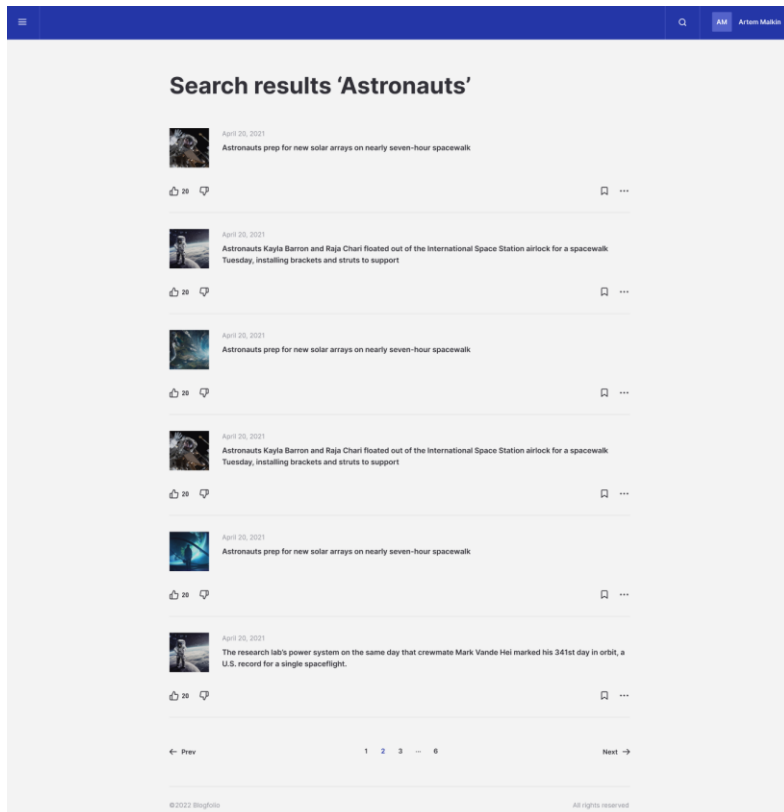 AM Artem Malkin
Search results ‘Astronauts’
April 20, 2021
Astronauts prep for new solar arrays on nearly seven-hour spacewalk
20
April 20, 2021
Astronauts Kayla Barron and Raja Chari floated out of the International Space Station airlock for a spacewalk
Tuesday, installing brackets and struts to support
20
April 20, 2021
Astronauts prep for new solar arrays on nearly seven-hour spacewalk
20
April 20, 2021
Astronauts Kayla Barron and Raja Chari floated out of the International Space Station airlock for a spacewalk
Tuesday, installing brackets and struts to support
20
April 20, 2021
Astronauts prep for new solar arrays on nearly seven-hour spacewalk
20
April 20, 2021
The research lab’s power system on the same day that crewmate Mark Vande Hei marked his 341st day in orbit, a
U.S. record for a single spaceflight.
20
← Prev 1 2 3 ... 6 Next →
©2022 Blogfolio All rights reserved